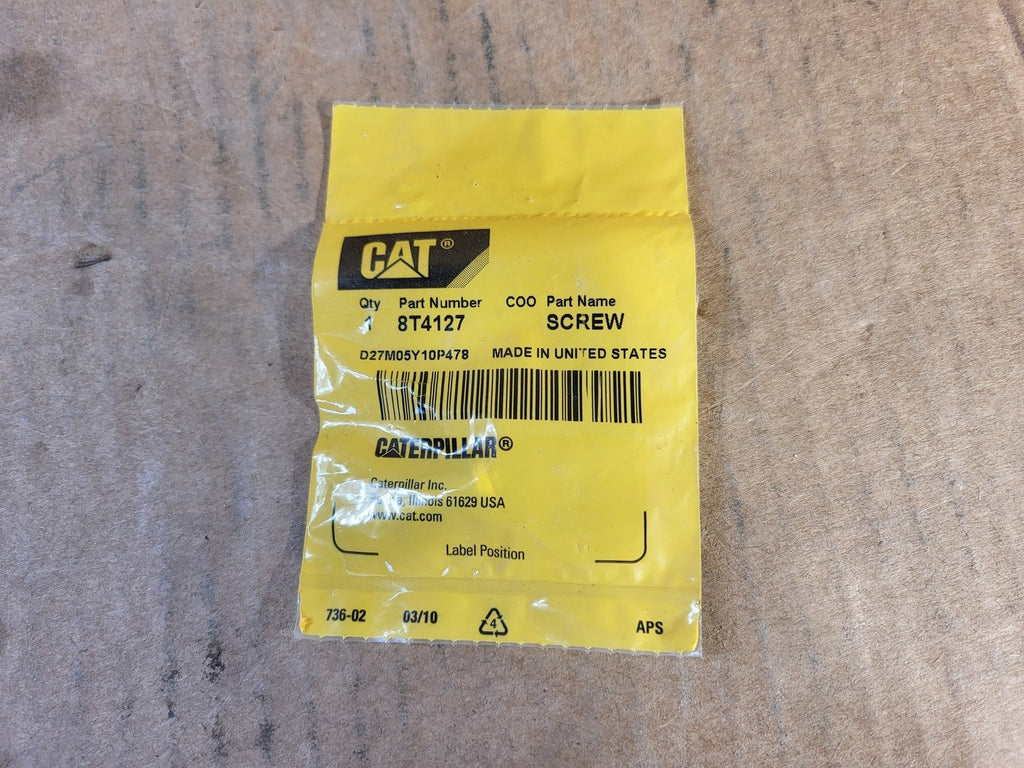 CAT®
Qty Part Number COO Part Name
1 8T4127 SCREW
D27M05Y10P478 MADE IN UNITED STATES
CATERPILLAR®
Caterpillar Inc.
Illinois 61629 USA
www.cat.com
Label Position
736-02 03/10 4 APS